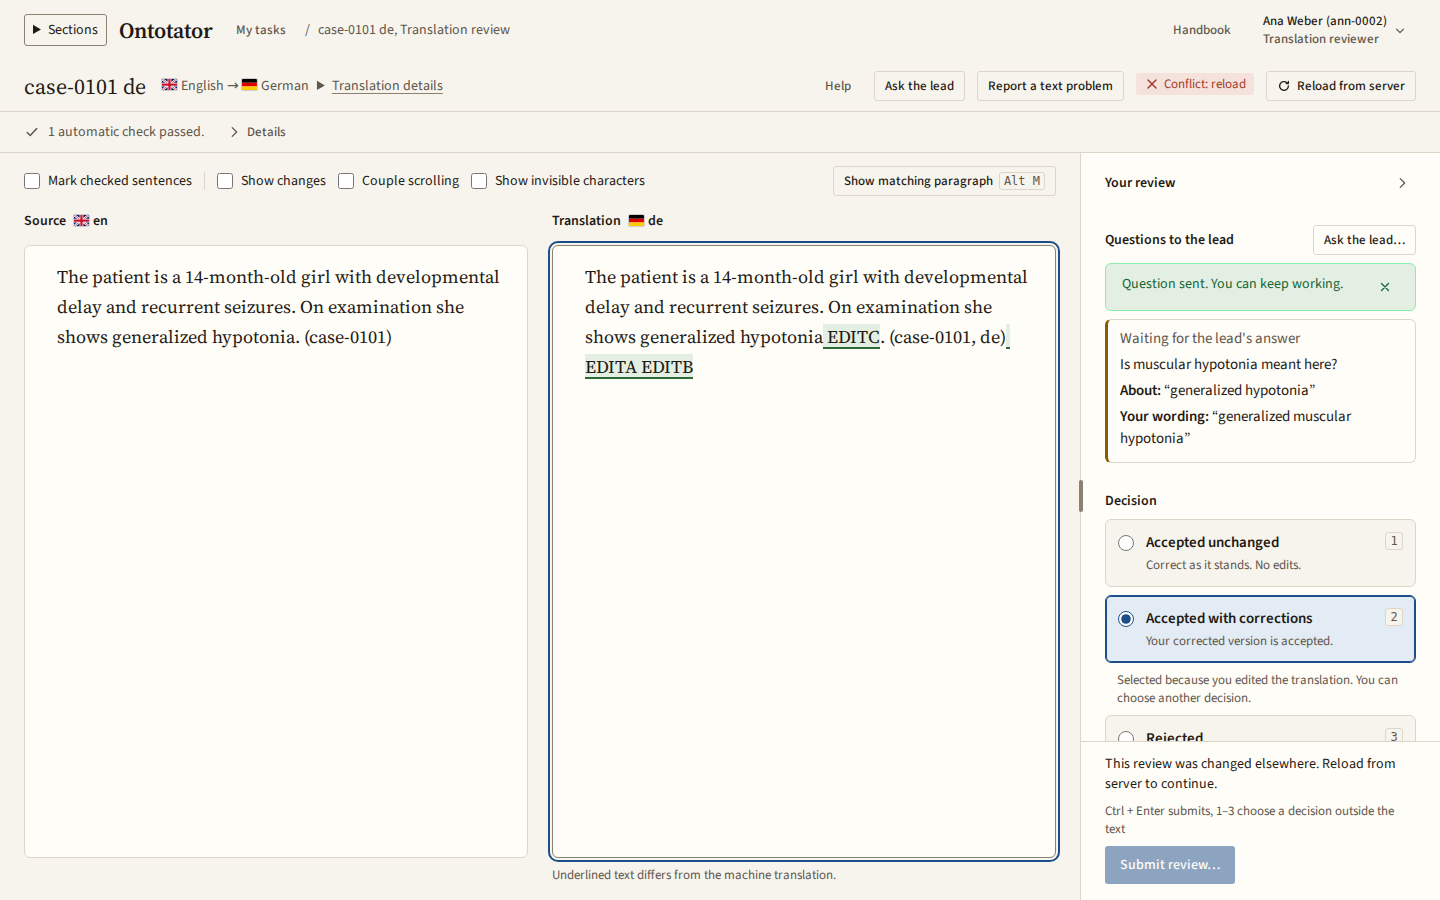 Sections
Ontotator
My tasks / case-0101 de, Translation review
Handbook
Ana Weber (ann-0002)
Translation reviewer
case-0101 de
English → German
Translation details
Help
Ask the lead
Report a text problem
Conflict: reload
Reload from server
1 automatic check passed.
Details
Mark checked sentences
Show changes
Couple scrolling
Show invisible characters
Show matching paragraph Alt M
Source en
The patient is a 14-month-old girl with developmental
delay and recurrent seizures. On examination she
shows generalized hypotonia. (case-0101)
Translation de
The patient is a 14-month-old girl with developmental
delay and recurrent seizures. On examination she
shows generalized hypotonia EDITC. (case-0101, de)
EDITA EDITB
Underlined text differs from the machine translation.
Your review
Questions to the lead
Ask the lead…
Question sent. You can keep working.
Waiting for the lead's answer
Is muscular hypotonia meant here?
About: “generalized hypotonia”
Your wording: “generalized muscular
hypotonia”
Decision
Accepted unchanged 1
Correct as it stands. No edits.
Accepted with corrections 2
Your corrected version is accepted.
Selected because you edited the translation. You can
choose another decision.
Rejected 3
This review was changed elsewhere. Reload from
server to continue.
Ctrl + Enter submits, 1–3 choose a decision outside the
text
Submit review…